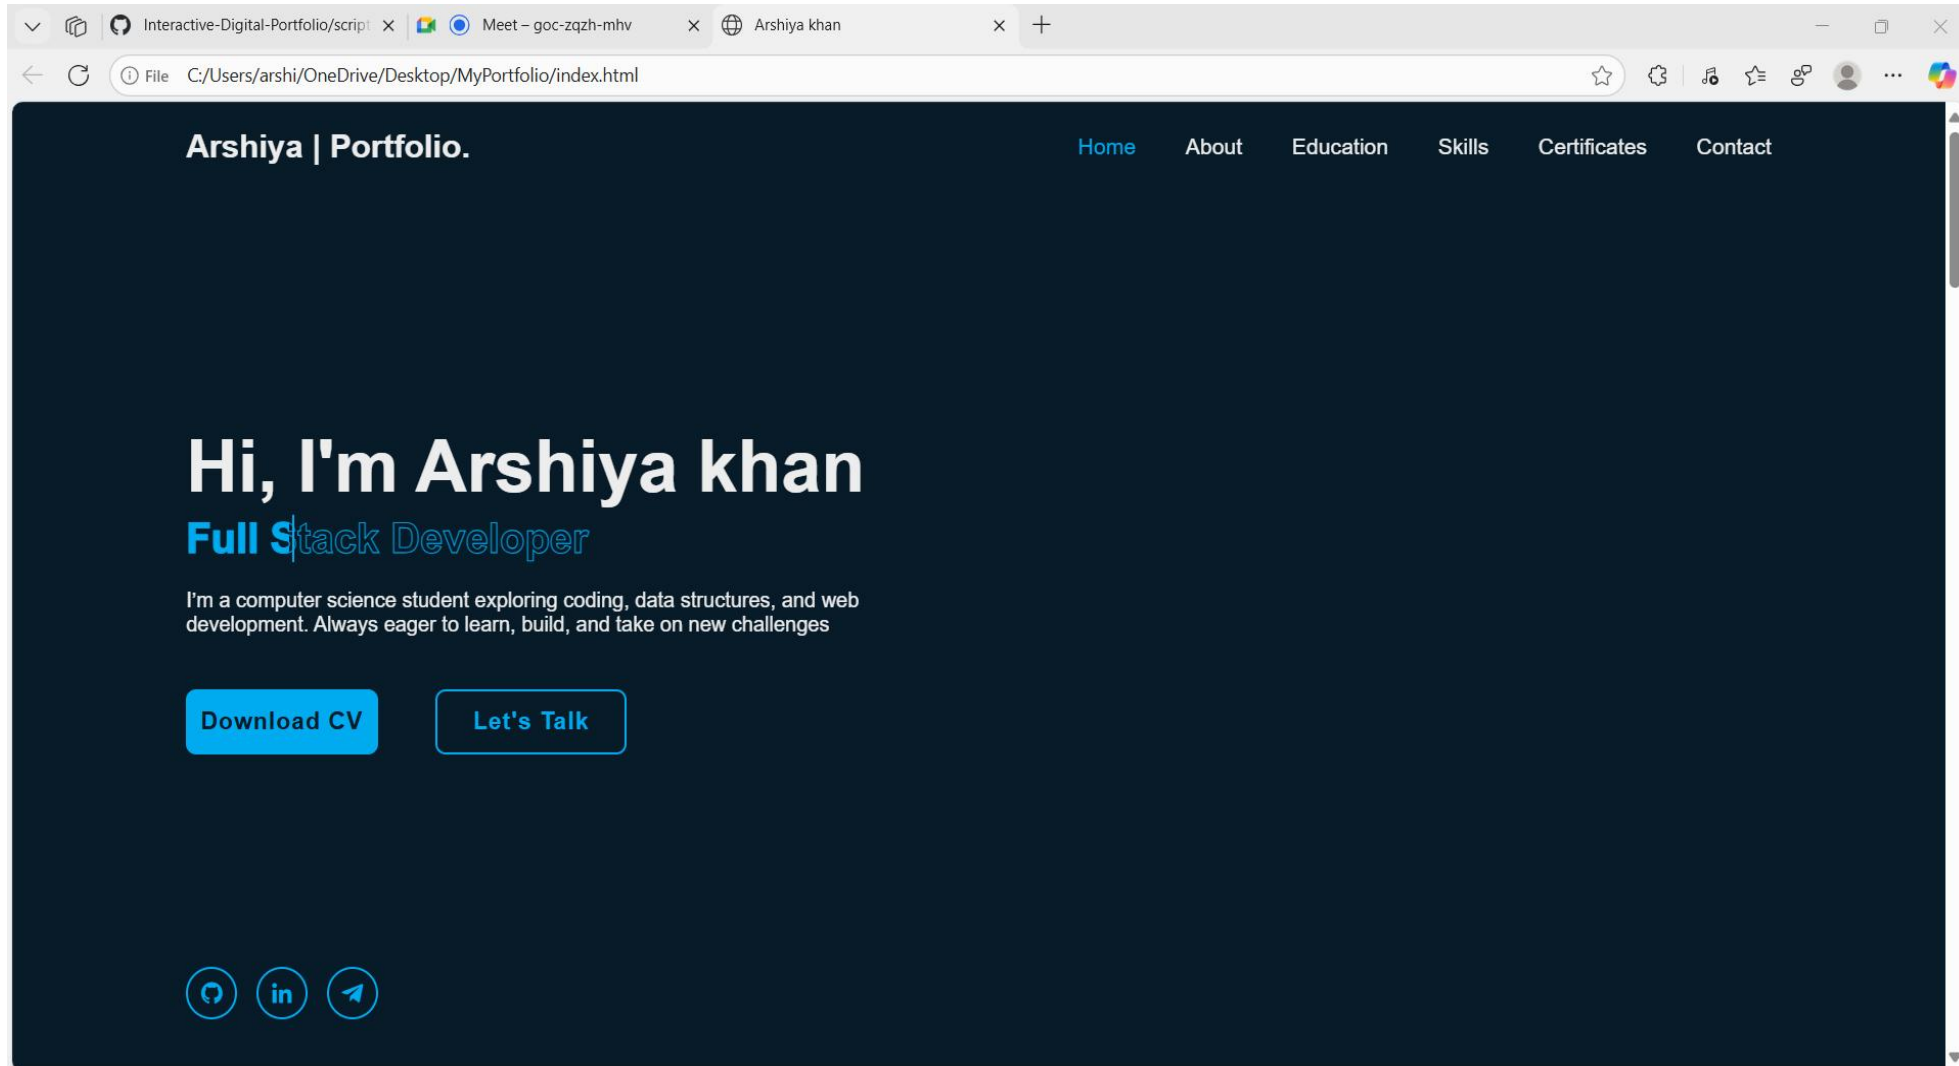 Interactive-Digital-Portfolio/script
Meet – goc-zqzh-mhv
Arshiya khan
File C:/Users/arshi/OneDrive/Desktop/MyPortfolio/index.html
Arshiya | Portfolio.
Home About Education Skills Certificates Contact
Hi, I'm Arshiya khan
Full Stack Developer
I'm a computer science student exploring coding, data structures, and web
development. Always eager to learn, build, and take on new challenges
Download CV
Let's Talk
in